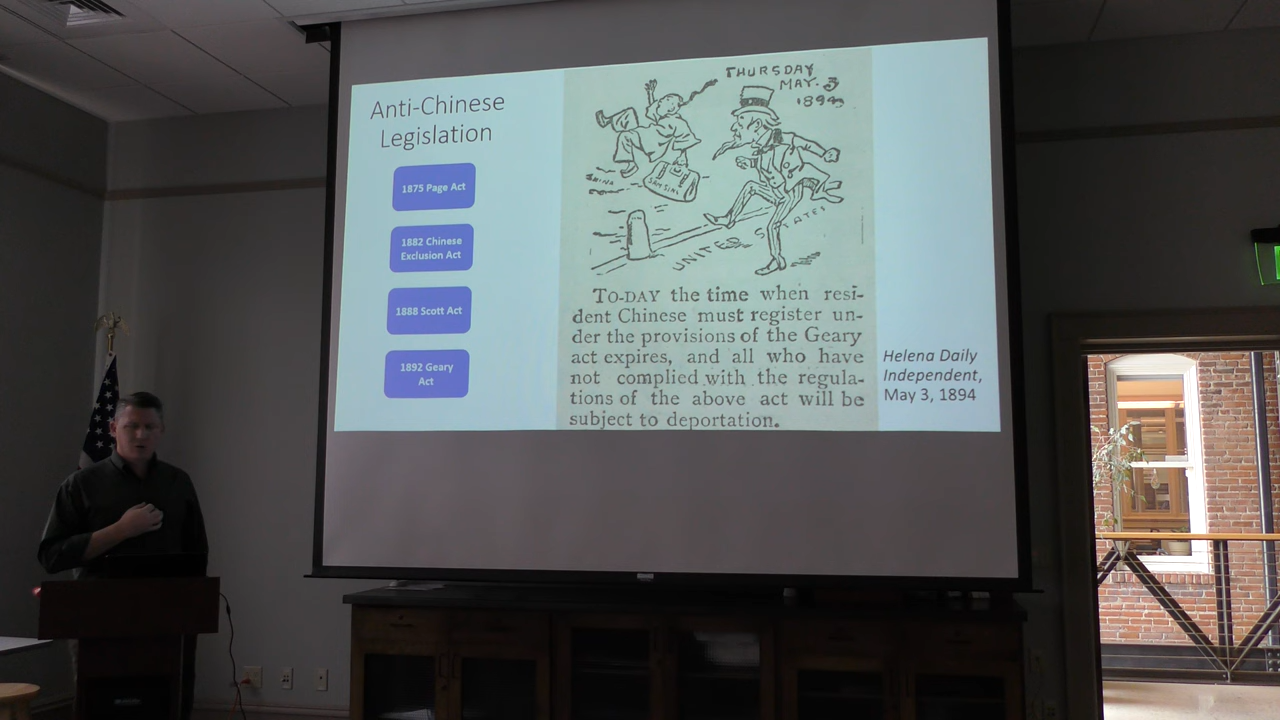 Anti-Chinese
Legislation
1875 Page Act
1882 Chinese
Exclusion Act
1888 Scott Act
1892 Geary
Act
THURSDAY
MAY. 3
1894
CHINA
SAM SING
UNITED STATES
TO-DAY the time when resi-
dent Chinese must register un-
der the provisions of the Geary
act expires, and all who have
not complied with the regula-
tions of the above act will be
subject to deportation.
Helena Daily
Independent,
May 3, 1894